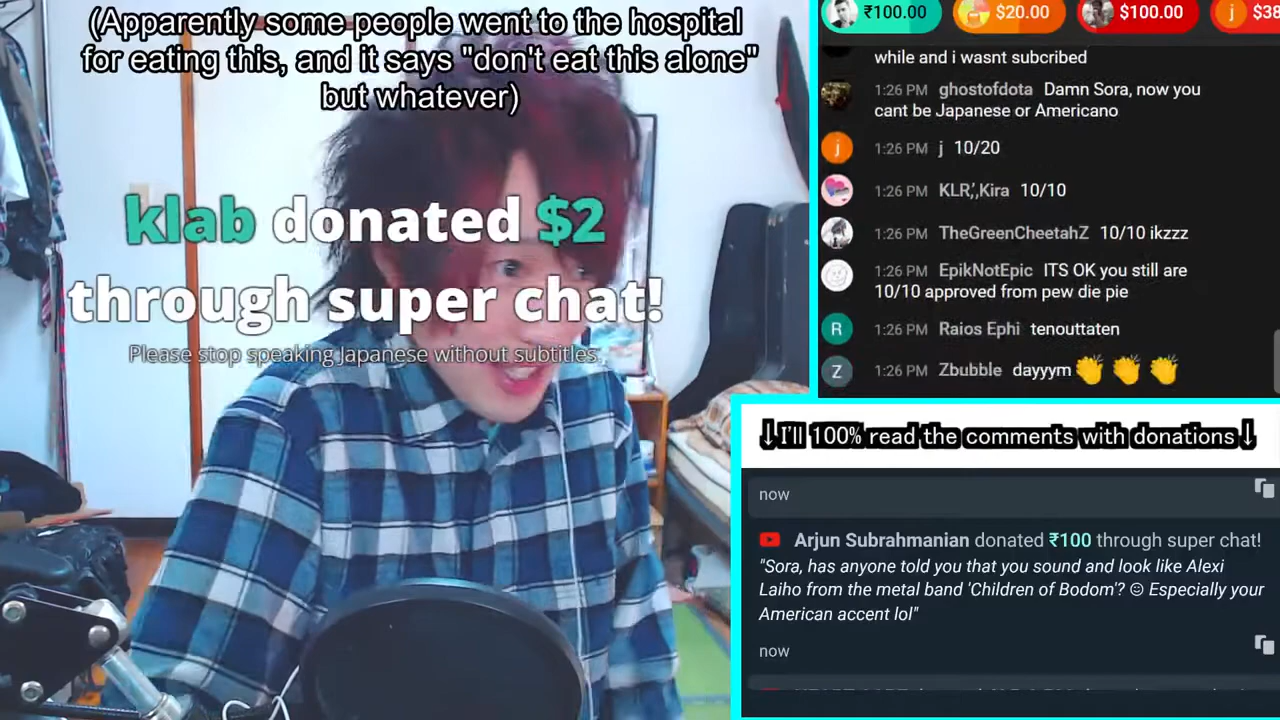 (Apparently some people went to the hospital
for eating this, and it says "don't eat this alone"
but whatever)
klab donated $2
through super chat!
Please stop speaking Japanese without subtitles.
₹100.00
$20.00
$100.00
j
while and i wasnt subcribed
1:26 PM ghostofdota Damn Sora, now you
cant be Japanese or Americano
j 1:26 PM j 10/20
1:26 PM KLR;',Kira 10/10
1:26 PM TheGreenCheetahZ 10/10 ikzzz
1:26 PM EpikNotEpic ITS OK you still are
10/10 approved from pew die pie
R 1:26 PM Raios Ephi tenouttaten
Z 1:26 PM Zbubble dayyym 👏 👏 👏
↓I'll 100% read the comments with donations↓
now
Arjun Subrahmanian donated ₹100 through super chat!
"Sora, has anyone told you that you sound and look like Alexi
Laiho from the metal band 'Children of Bodom'? ☺ Especially your
American accent lol"
now